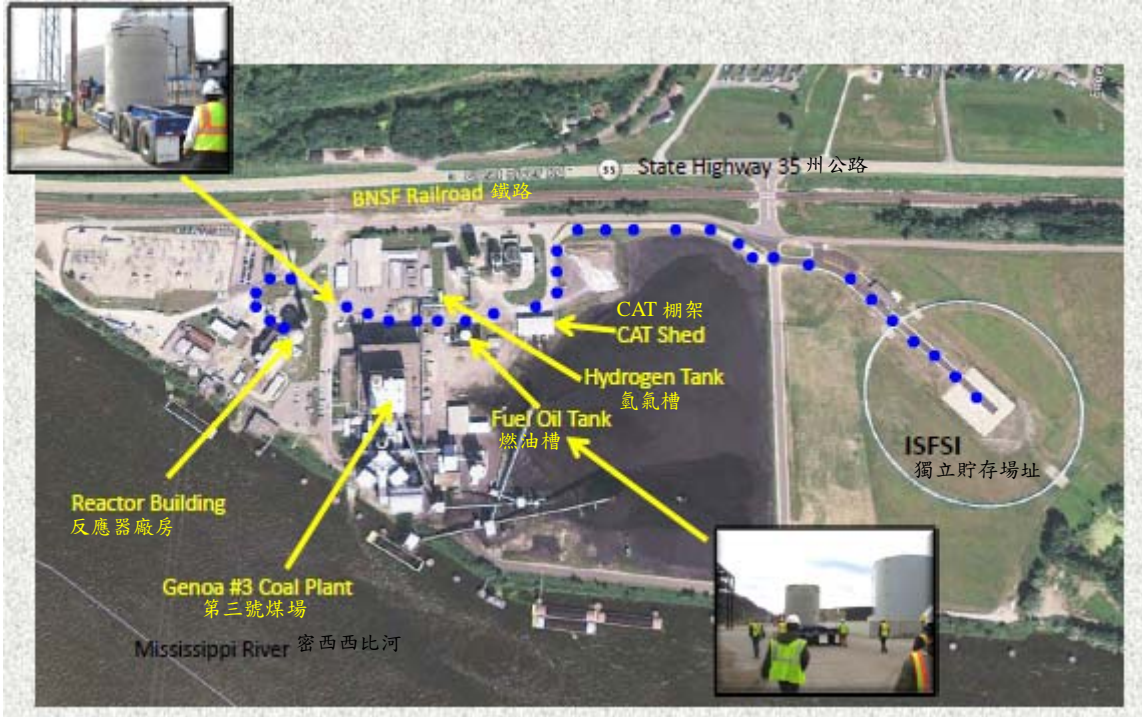 State Highway 35 州公路
55
BNSF Railroad 鐵路
CAT 棚架
CAT Shed
Hydrogen Tank
氫氣槽
Fuel Oil Tank
燃油槽
ISFSI
獨立貯存場址
Reactor Building
反應器廠房
Genoa #3 Coal Plant
第三號煤場
Mississippi River 密西西比河